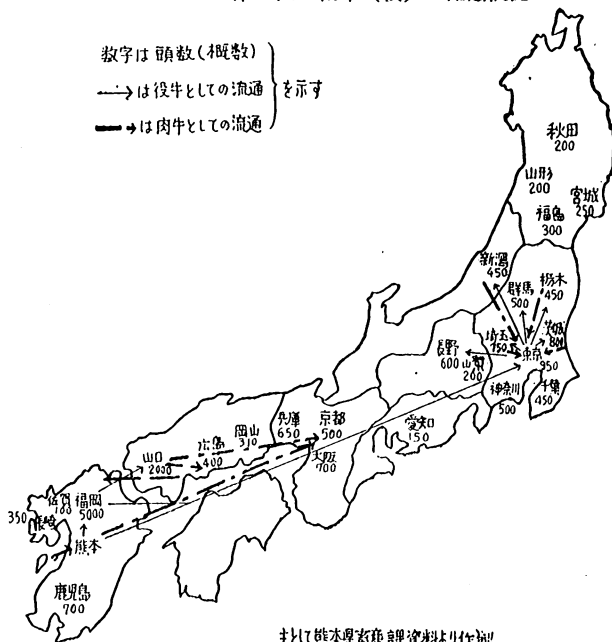 数字は頭数(概数)
→は役牛としての流通
を示す
→は肉牛としての流通
秋田
200
山形
200
宮城
250
福島
300
新潟
450
群馬
500
栃木
450
茨城
800
埼玉
750
東京
950
長野
600
山梨
200
神奈川
500
千葉
450
愛知
150
兵庫
650
京都
500
大阪
700
岡山
310
広島
400
山口
2000
佐賀
100
福岡
5000
350
長崎
熊本
鹿児島
700
主として熊本県畜産課資料より作製